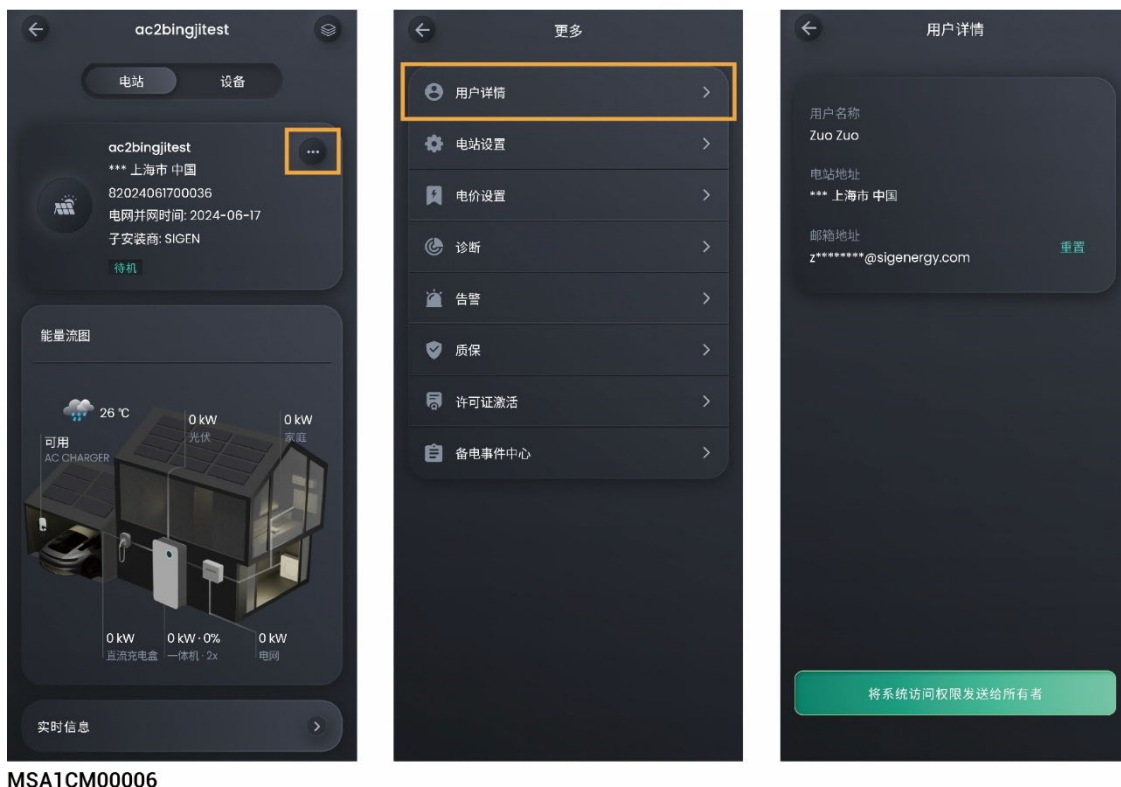 ac2bingjitest
电站
设备
ac2bingjitest
*** 上海市 中国
82024061700036
电网并网时间: 2024-06-17
子安装商: SIGEN
待机
能量流图
26 ℃
0 kW
光伏
0 kW
家庭
可用
AC CHARGER
0 kW
直流充电盒
0 kW · 0%
一体机 · 2x
0 kW
电网
实时信息
更多
用户详情
电站设置
电价设置
诊断
告警
质保
许可证激活
备电事件中心
用户详情
用户名称
Zuo Zuo
电站地址
*** 上海市 中国
邮箱地址
z********@sigenergy.com
重置
将系统访问权限发送给所有者
MSA1CM00006